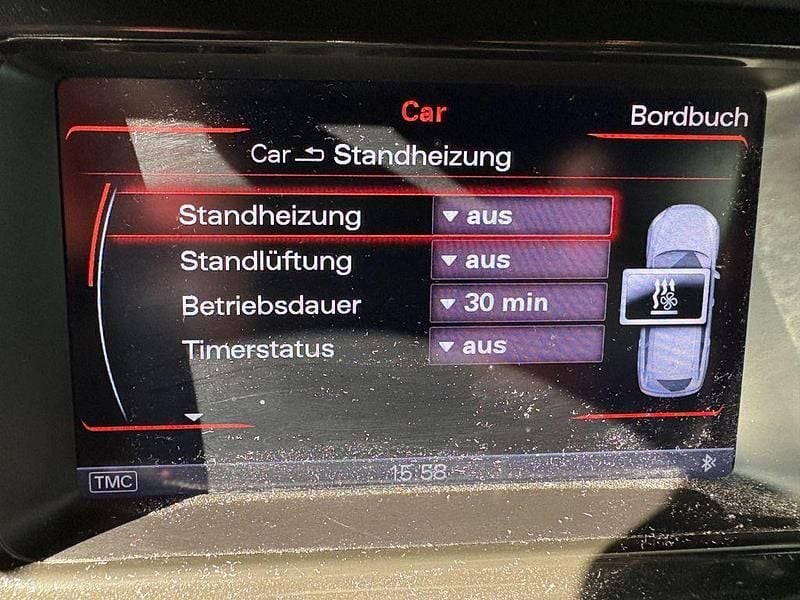 Car
Bordbuch
Car Standheizung
Standheizung aus
Standlüftung aus
Betriebsdauer 30 min
Timerstatus aus
TMC 15:58